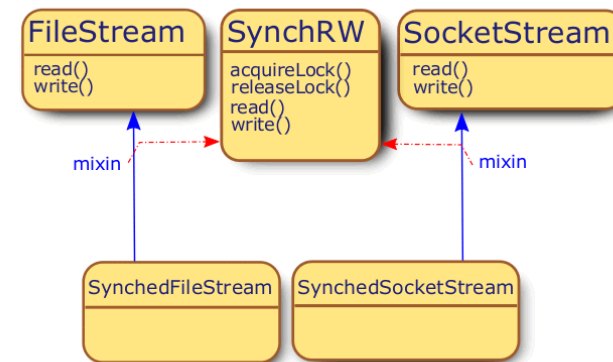 FileStream
read()
write()
SynchRW
acquireLock()
releaseLock()
read()
write()
SocketStream
read()
write()
mixin
mixin
SynchedFileStream
SynchedSocketStream